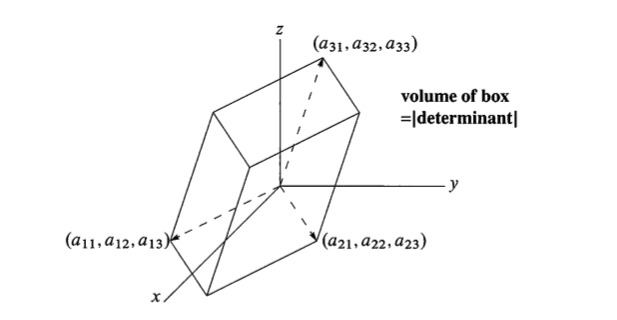 z
(a₃₁, a₃₂, a₃₃)
volume of box
=|determinant|
y
(a₁₁, a₁₂, a₁₃)
(a₂₁, a₂₂, a₂₃)
x